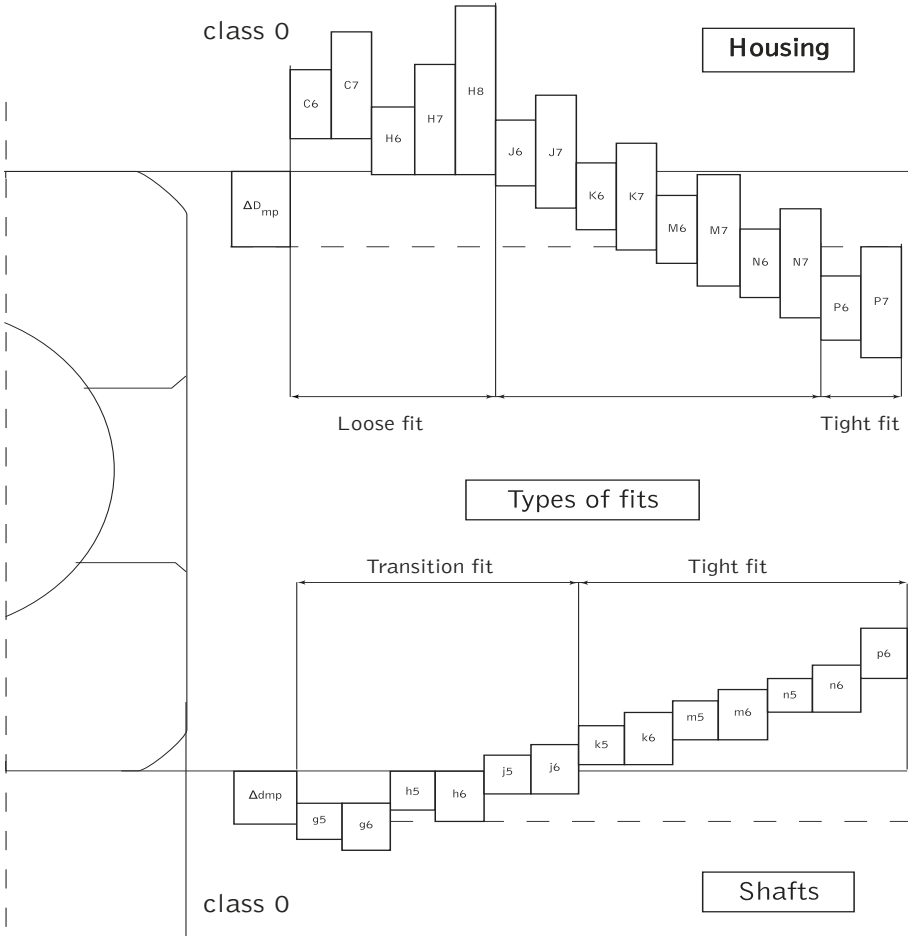 class 0
Housing
C6
C7
H6
H7
H8
J6
J7
K6
K7
M6
M7
N6
N7
P6
P7
ΔDmp
Loose fit
Tight fit
Types of fits
Transition fit
Tight fit
Δdmp
g5
g6
h5
h6
j5
j6
k5
k6
m5
m6
n5
n6
p6
class 0
Shafts